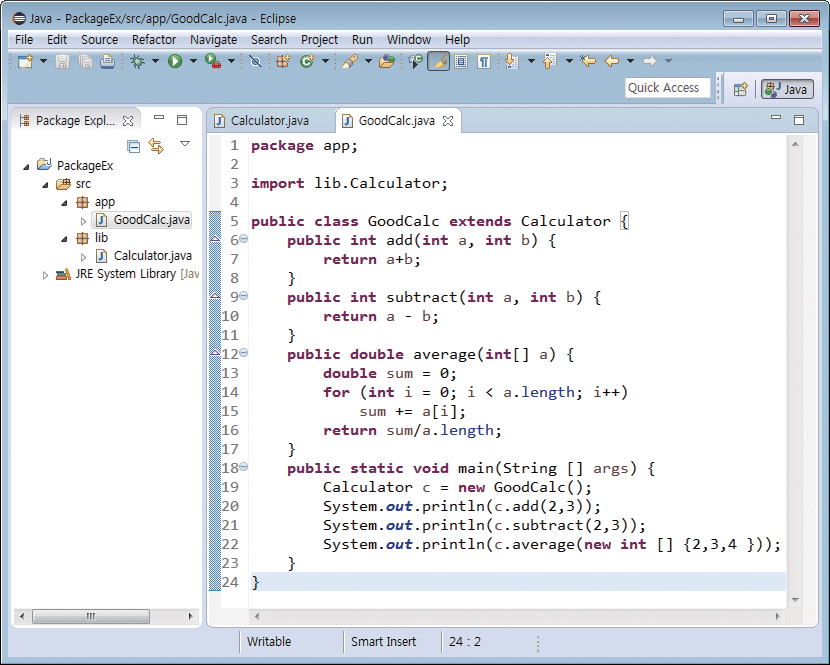 Java - PackageEx/src/app/GoodCalc.java - Eclipse
File Edit Source Refactor Navigate Search Project Run Window Help
Quick Access
Java
Package Expl...
Calculator.java
GoodCalc.java
PackageEx
src
app
GoodCalc.java
lib
Calculator.java
JRE System Library [Jav
1 package app;
2
3 import lib.Calculator;
4
5 public class GoodCalc extends Calculator {
6 public int add(int a, int b) {
7 return a+b;
8 }
9 public int subtract(int a, int b) {
10 return a - b;
11 }
12 public double average(int[] a) {
13 double sum = 0;
14 for (int i = 0; i < a.length; i++)
15 sum += a[i];
16 return sum/a.length;
17 }
18 public static void main(String [] args) {
19 Calculator c = new GoodCalc();
20 System.out.println(c.add(2,3));
21 System.out.println(c.subtract(2,3));
22 System.out.println(c.average(new int [] {2,3,4 }));
23 }
24 }
Writable
Smart Insert
24 : 2